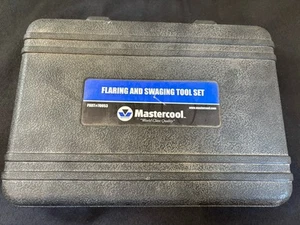 FLARING AND SWAGING TOOL SET
Mastercool.
"World Class Quality"